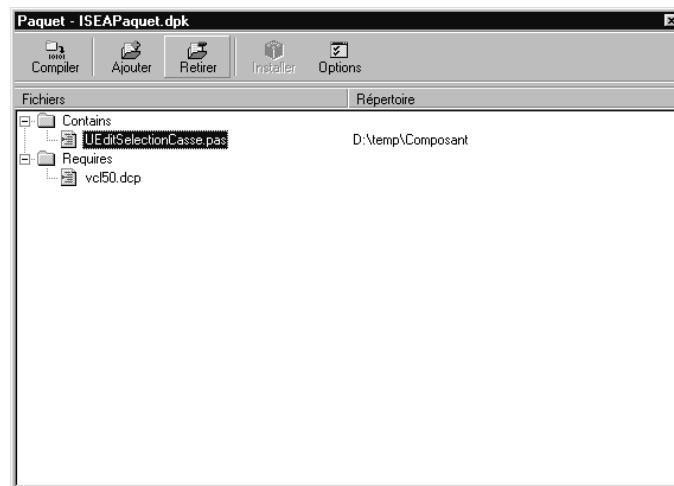 Paquet - ISEAPaquet.dpk
Compiler Ajouter Retirer Installer Options
Fichiers Répertoire
Contains
UEditSelectionCasse.pas D:\temp\Composant
Requires
vcl50.dcp